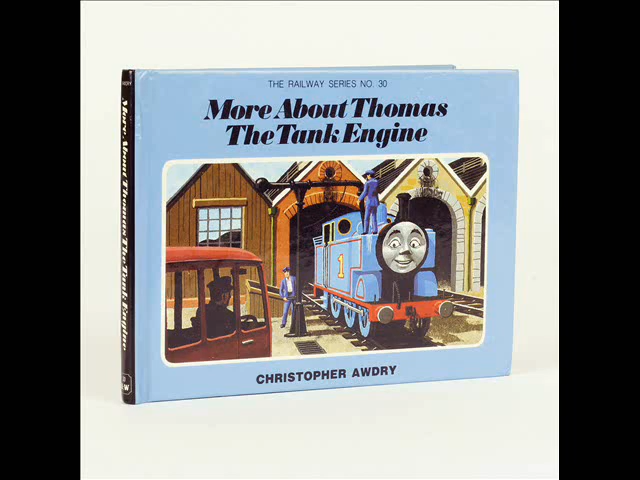 THE RAILWAY SERIES NO. 30
More About Thomas
The Tank Engine
1
CHRISTOPHER AWDRY
More About Thomas The Tank Engine